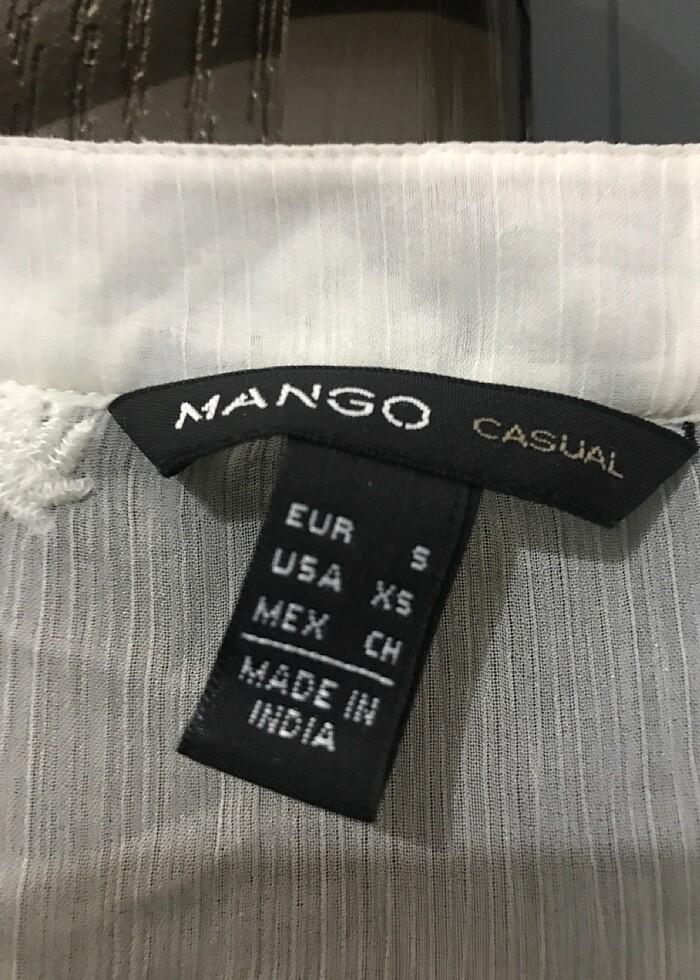 MANGO CASUAL
EUR S
USA XS
MEX CH
MADE IN
INDIA